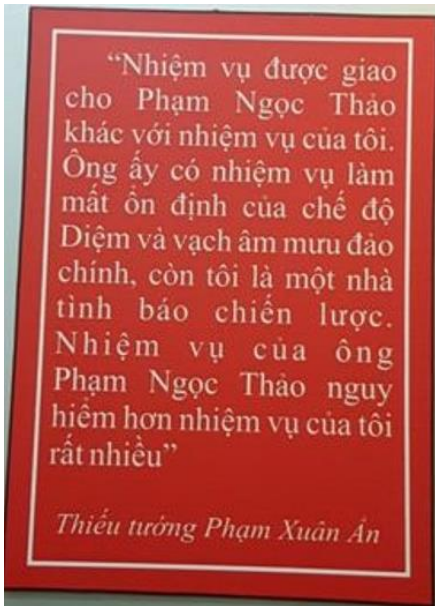 “Nhiệm vụ được giao
cho Phạm Ngọc Thảo
khác với nhiệm vụ của tôi.
Ông ấy có nhiệm vụ làm
mất ổn định của chế độ
Diệm và vạch âm mưu đảo
chính, còn tôi là một nhà
tình báo chiến lược.
Nhiệm vụ của ông
Phạm Ngọc Thảo nguy
hiểm hơn nhiệm vụ của tôi
rất nhiều”
Thiếu tướng Phạm Xuân Ẩn